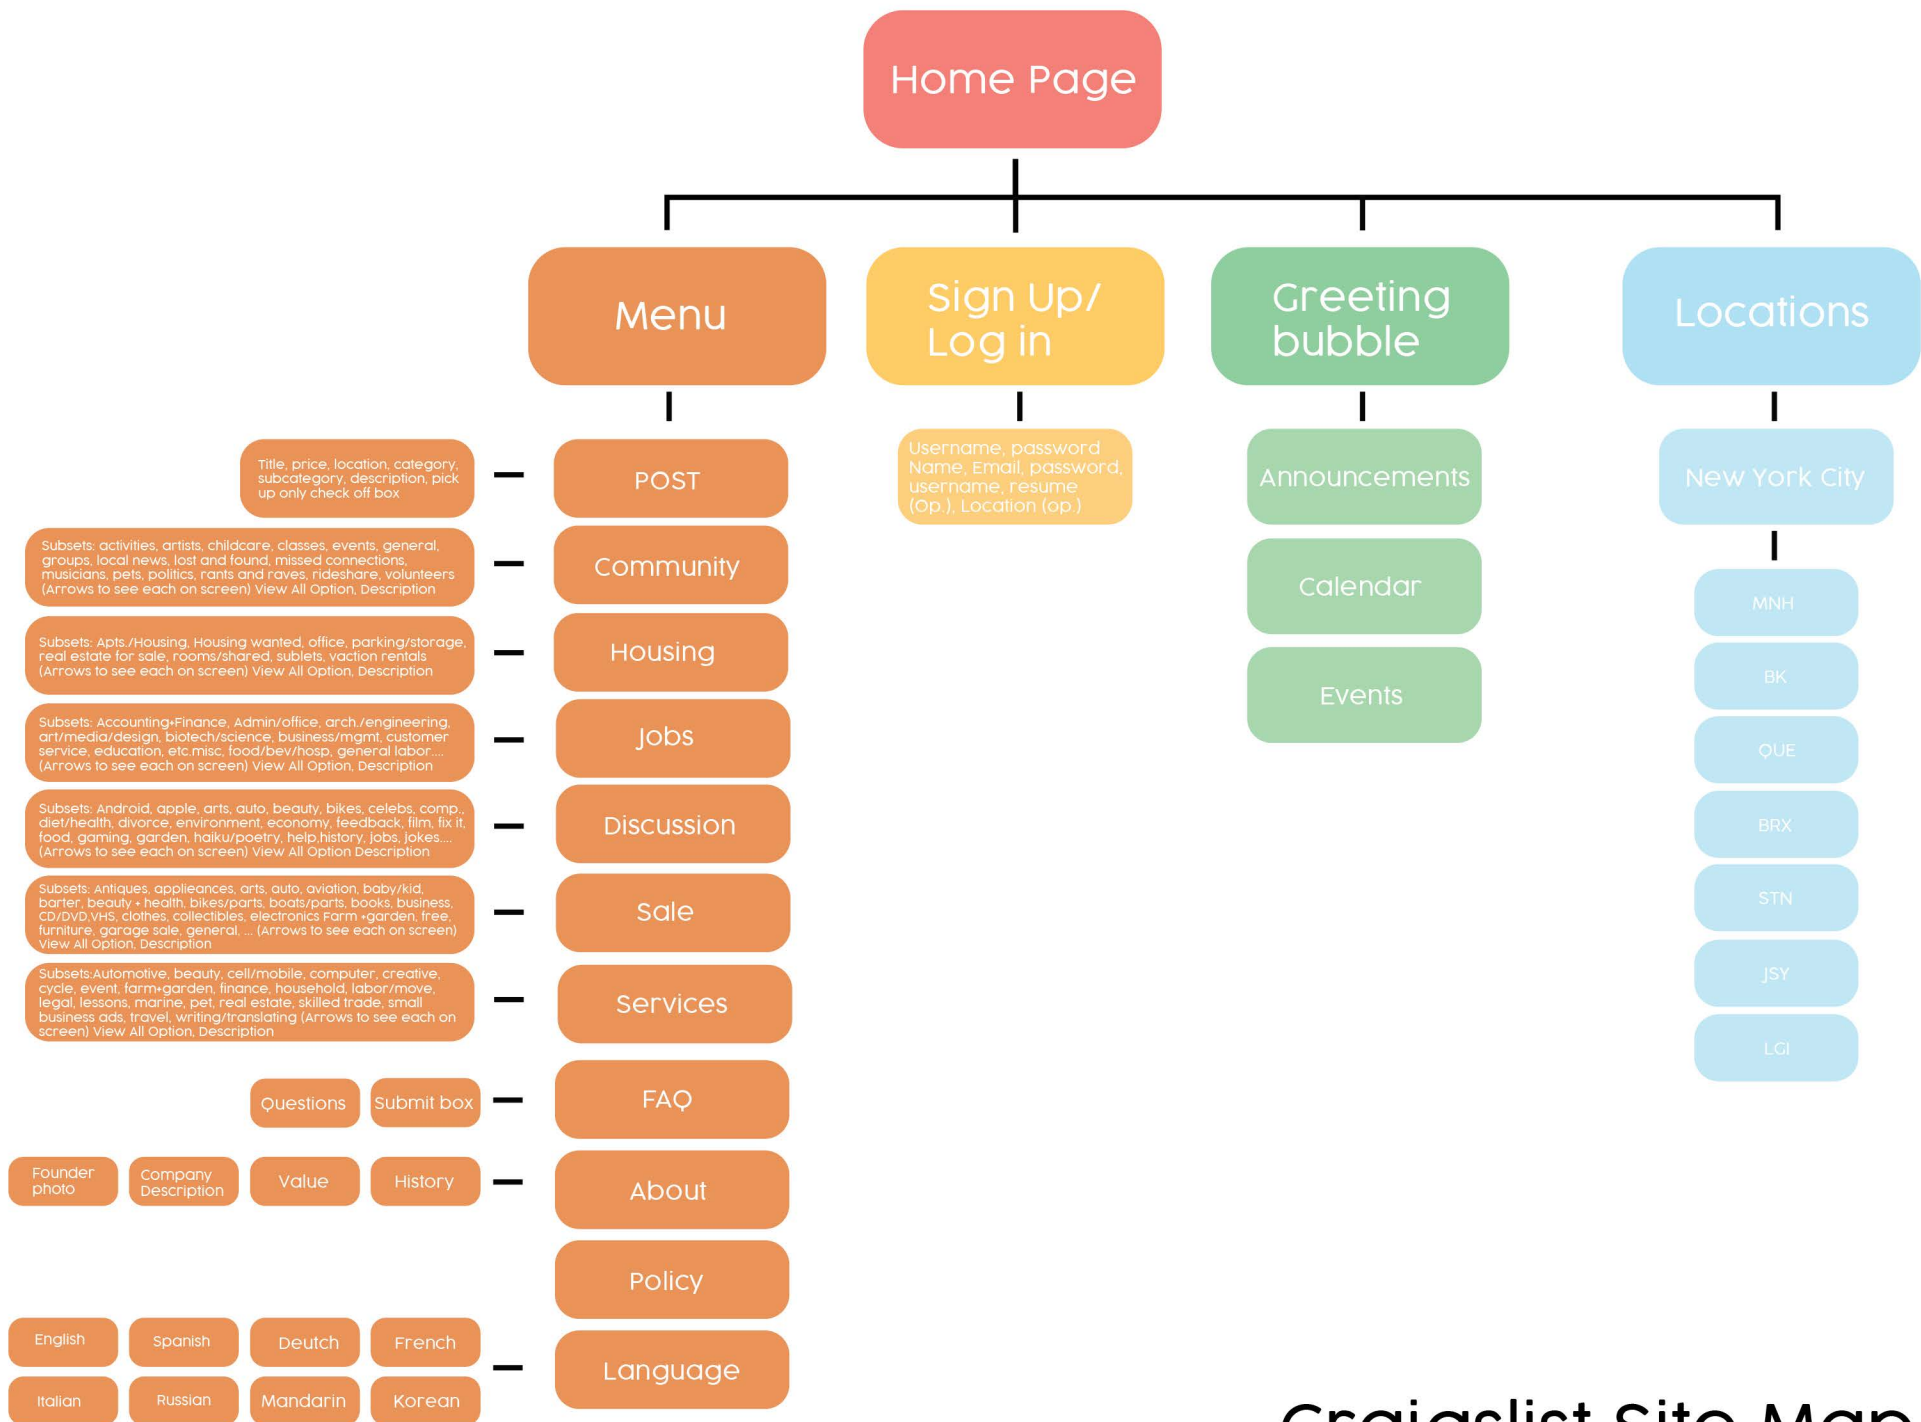 Home Page
Menu
Sign Up/
Log in
Greeting
bubble
Locations
Title, price, location, category,
subcategory, description, pick
up only check off box
POST
Subsets: activities, artists, childcare, classes, events, general,
groups, local news, lost and found, missed connections,
musicians, pets, politics, rants and raves, rideshare, volunteers
(Arrows to see each on screen) View All Option, Description
Community
Subsets: Apts./Housing, Housing wanted, office, parking/storage,
real estate for sale, rooms/shared, sublets, vaction rentals
(Arrows to see each on screen) View All Option, Description
Housing
Subsets: Accounting+Finance, Admin/office, arch./engineering,
art/media/design, biotech/science, business/mgmt, customer
service, education, etc.misc, food/bev/hosp, general labor....
(Arrows to see each on screen) View All Option, Description
Jobs
Subsets: Android, apple, arts, auto, beauty, bikes, celebs, comp.,
diet/health, divorce, environment, economy, feedback, film, fix it,
food, gaming, garden, haiku/poetry, help,history, jobs, jokes....
(Arrows to see each on screen) View All Option Description
Discussion
Subsets: Antiques, applieances, arts, auto, aviation, baby/kid,
barter, beauty + health, bikes/parts, boats/parts, books, business,
CD/DVD,VHS, clothes, collectibles, electronics Farm +garden, free,
furniture, garage sale, general, ... (Arrows to see each on screen)
View All Option, Description
Sale
Subsets:Automotive, beauty, cell/mobile, computer, creative,
cycle, event, farm+garden, finance, household, labor/move,
legal, lessons, marine, pet, real estate, skilled trade, small
business ads, travel, writing/translating (Arrows to see each on
screen) View All Option, Description
Services
Questions
Submit box
FAQ
Founder
photo
Company
Description
Value
History
About
Policy
English
Spanish
Deutch
French
Italian
Russian
Mandarin
Korean
Language
Username, password
Name, Email, password,
username, resume
(Op.), Location (op.)
Announcements
Calendar
Events
New York City
MNH
BK
QUE
BRX
STN
JSY
LGI
Craigslist Site Map